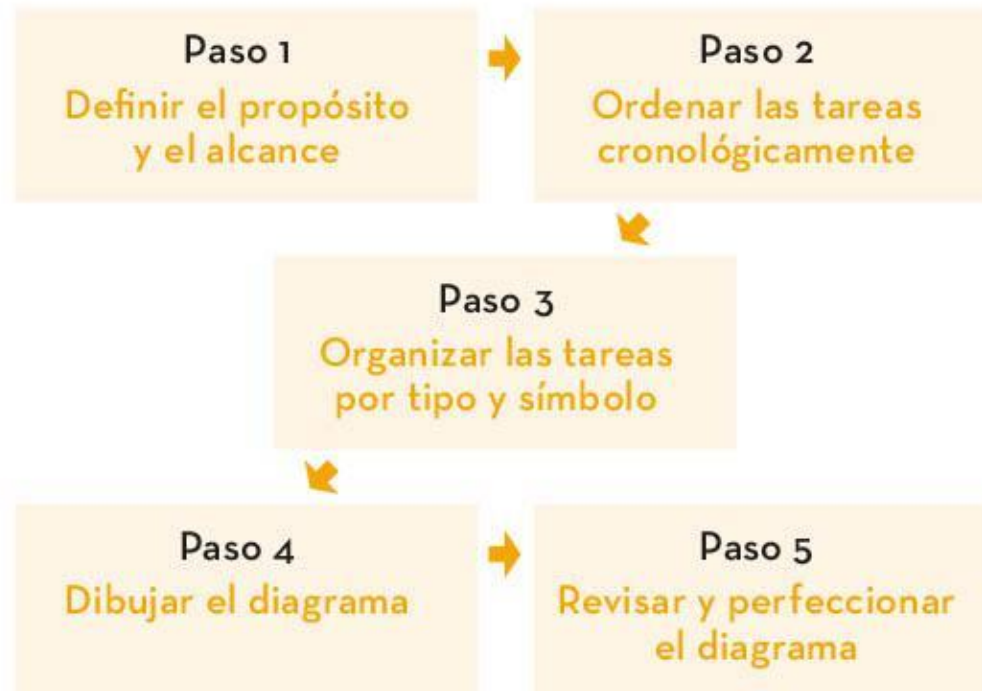 Paso 1
Definir el propósito
y el alcance
Paso 2
Ordenar las tareas
cronológicamente
Paso 3
Organizar las tareas
por tipo y símbolo
Paso 4
Dibujar el diagrama
Paso 5
Revisar y perfeccionar
el diagrama